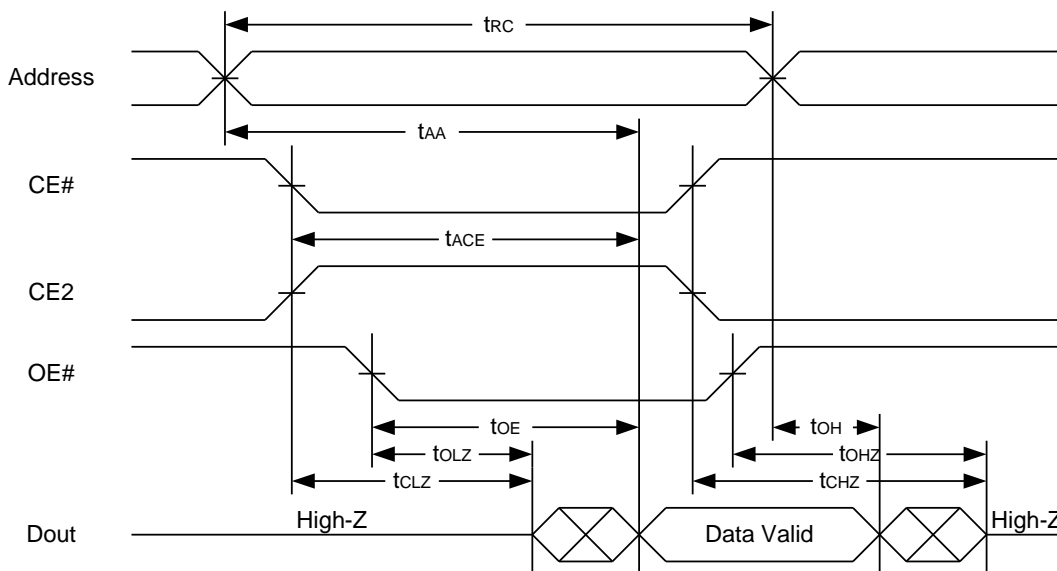 tRC
Address
tAA
CE#
tACE
CE2
OE#
tOE
tOH
tOLZ
tOHZ
tCLZ
tCHZ
High-Z
High-Z
Dout
Data Valid